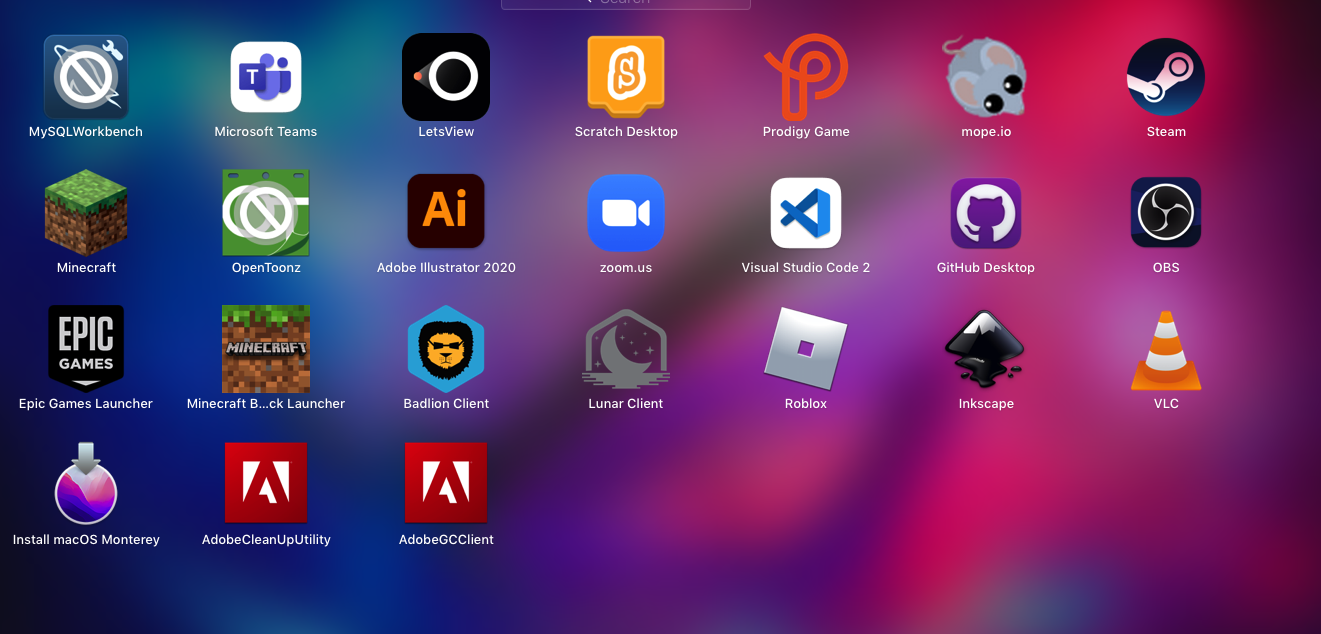 Search
MySQLWorkbench
T
Microsoft Teams
LetsView
S
Scratch Desktop
Prodigy Game
mope.io
Steam
Minecraft
OpenToonz
Ai
Adobe Illustrator 2020
zoom.us
Visual Studio Code 2
GitHub Desktop
OBS
EPIC
GAMES
Epic Games Launcher
MINECRAFT
Minecraft B...ck Launcher
Badlion Client
Lunar Client
Roblox
Inkscape
VLC
Install macOS Monterey
AdobeCleanUpUtility
AdobeGCClient